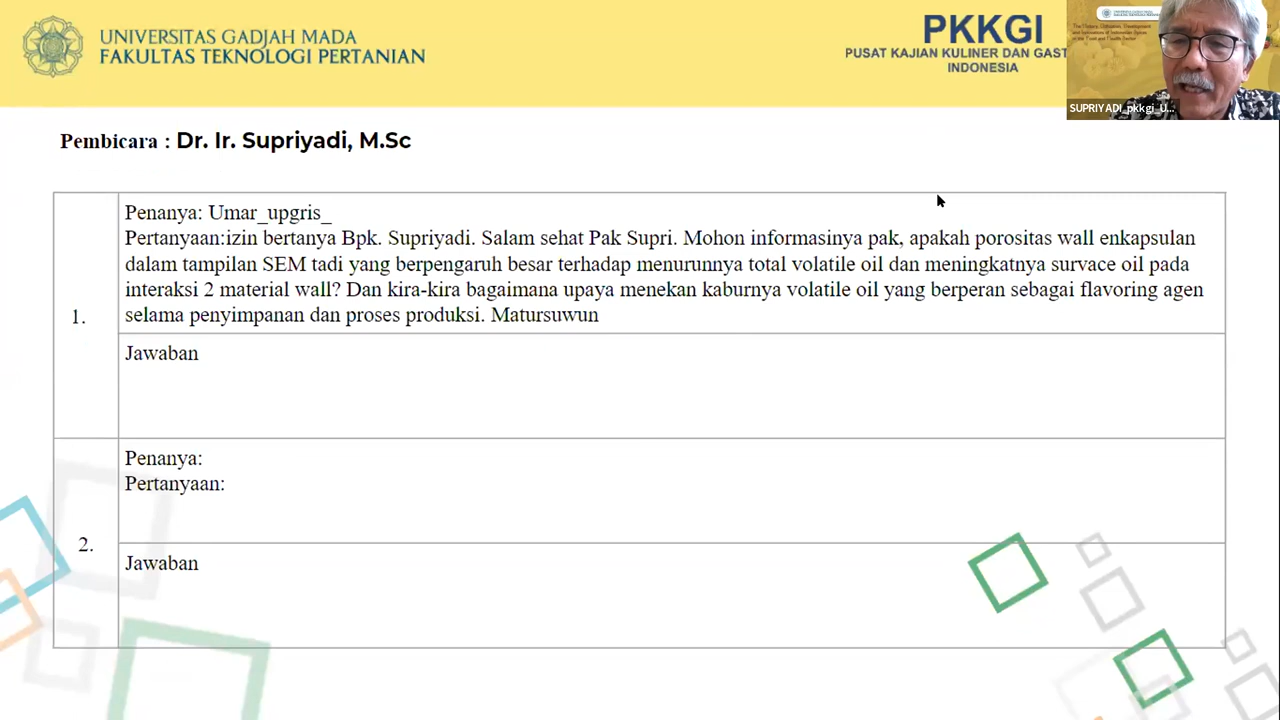 UNIVERSITAS GADJAH MADA
FAKULTAS TEKNOLOGI PERTANIAN
PKKGI
PUSAT KAJIAN KULINER DAN GAST
INDONESIA
SUPRIYADI_pkkgi_U...
Pembicara : Dr. Ir. Supriyadi, M.Sc
1.
Penanya: Umar_upgris_
Pertanyaan:izin bertanya Bpk. Supriyadi. Salam sehat Pak Supri. Mohon informasinya pak, apakah porositas wall enkapsulan
dalam tampilan SEM tadi yang berpengaruh besar terhadap menurunnya total volatile oil dan meningkatnya survace oil pada
interaksi 2 material wall? Dan kira-kira bagaimana upaya menekan kaburnya volatile oil yang berperan sebagai flavoring agen
selama penyimpanan dan proses produksi. Matursuwun
Jawaban
2.
Penanya:
Pertanyaan:
Jawaban